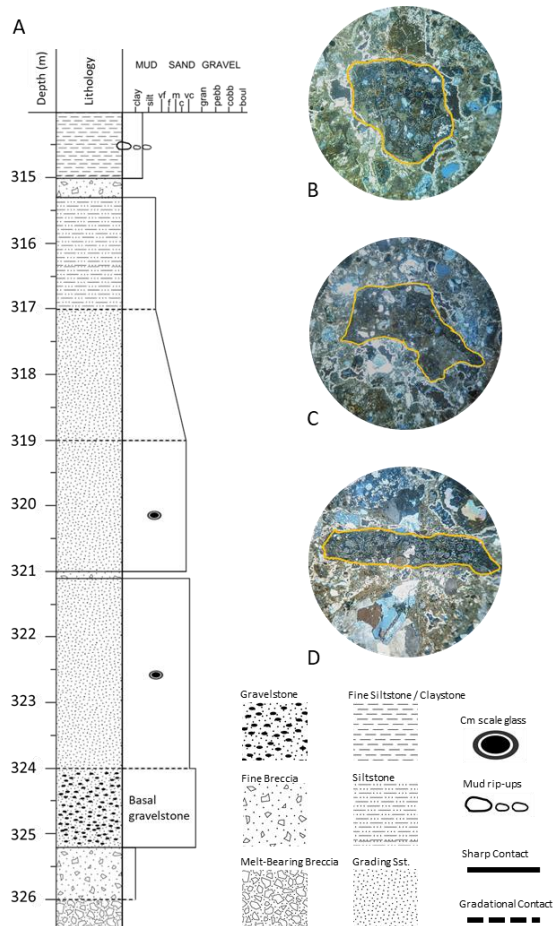 A
Depth (m)
Lithology
MUD SAND GRAVEL
clay
silt
vf
f
m
c
vc
gran
pebb
cobb
boul
315
316
317
318
319
320
321
322
323
324
325
326
Basal
gravelstone
B
C
D
Gravelstone
Fine Siltstone / Claystone
Cm scale glass
Fine Breccia
Siltstone
Mud rip-ups
Melt-Bearing Breccia
Grading Sst.
Sharp Contact
Gradational Contact